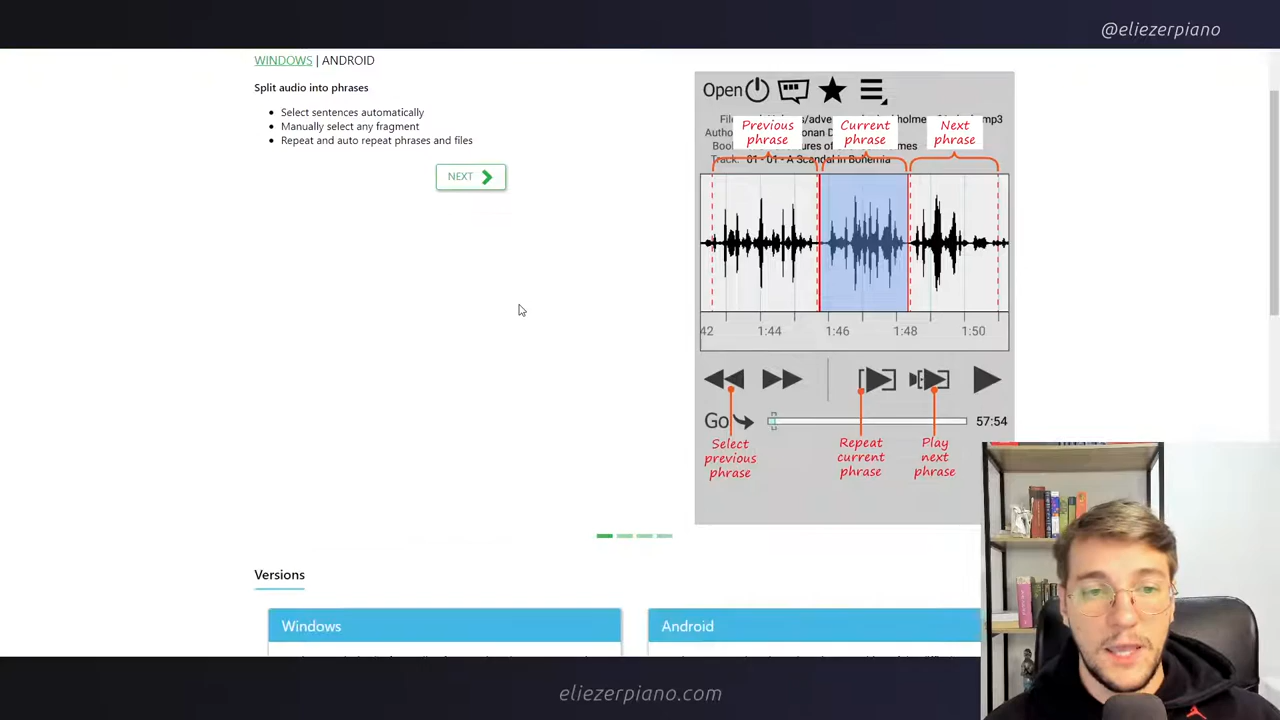 @eliezerpiano
WINDOWS | ANDROID
Split audio into phrases
Select sentences automatically
Manually select any fragment
Repeat and auto repeat phrases and files
NEXT
Open
Previous phrase
Current phrase
Next phrase
Track: 01 - 01 - A Scandal in Bohemia
42 1:44 1:46 1:48 1:50
Go 57:54
Select previous phrase
Repeat current phrase
Play next phrase
Versions
Windows
Android
eliezerpiano.com